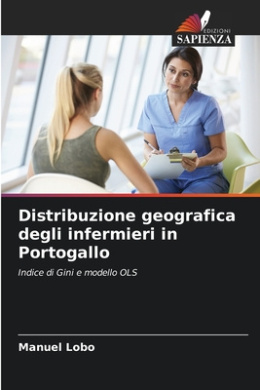 EDIZIONI
SAPIENZA
Distribuzione geografica
degli infermieri in
Portogallo
Indice di Gini e modello OLS
Manuel Lobo